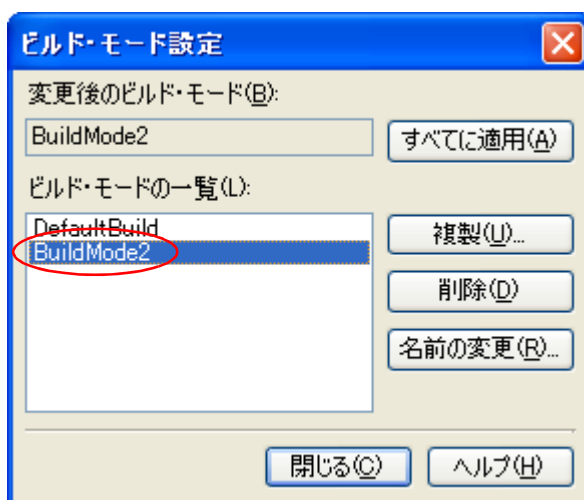 ビルド・モード設定
変更後のビルド・モード(B):
BuildMode2
すべてに適用(A)
ビルド・モードの一覧(L):
DefaultBuild
BuildMode2
複製(U)...
削除(D)
名前の変更(R)...
閉じる(C)
ヘルプ(H)